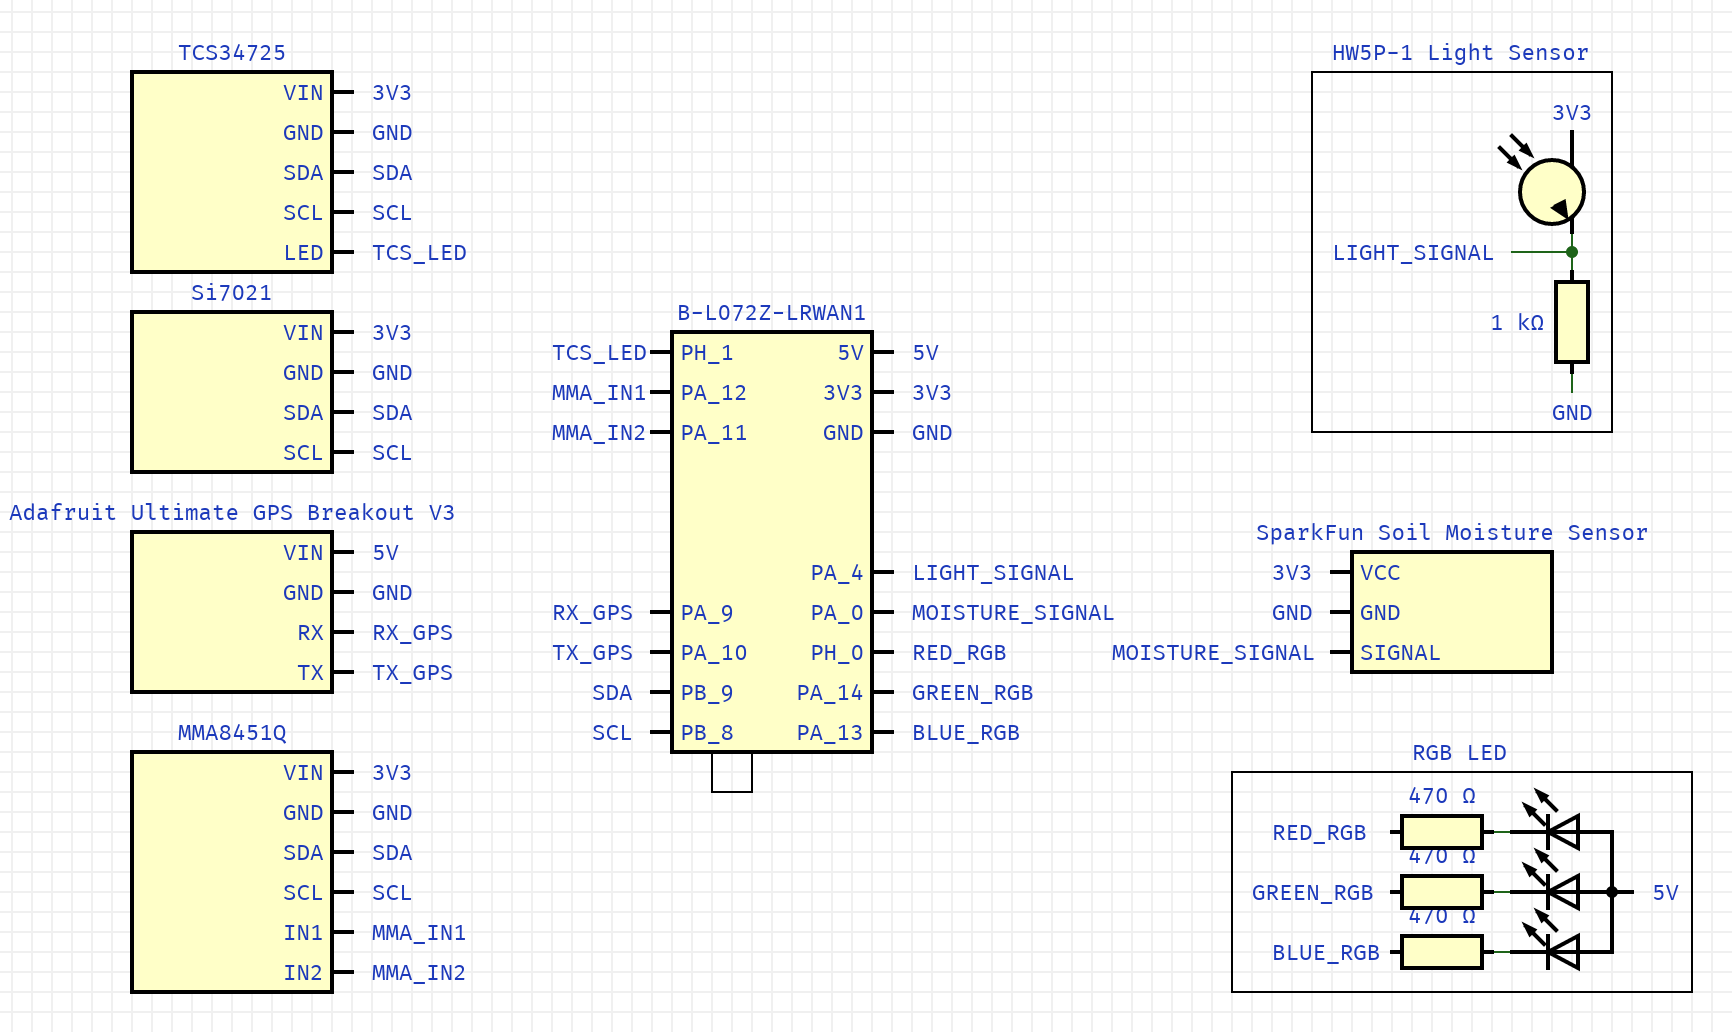 TCS34725
VIN 3V3
GND GND
SDA SDA
SCL SCL
LED TCS_LED
Si7021
VIN 3V3
GND GND
SDA SDA
SCL SCL
Adafruit Ultimate GPS Breakout V3
VIN 5V
GND GND
RX RX_GPS
TX TX_GPS
MMA8451Q
VIN 3V3
GND GND
SDA SDA
SCL SCL
IN1 MMA_IN1
IN2 MMA_IN2
B-L072Z-LRWAN1
TCS_LED PH_1 5V 5V
MMA_IN1 PA_12 3V3 3V3
MMA_IN2 PA_11 GND GND
PA_4 LIGHT_SIGNAL
RX_GPS PA_9 PA_0 MOISTURE_SIGNAL
TX_GPS PA_10 PH_0 RED_RGB
SDA PB_9 PA_14 GREEN_RGB
SCL PB_8 PA_13 BLUE_RGB
HW5P-1 Light Sensor
3V3
LIGHT_SIGNAL
1 kΩ
GND
SparkFun Soil Moisture Sensor
3V3 VCC
GND GND
MOISTURE_SIGNAL SIGNAL
RGB LED
470 Ω
RED_RGB
470 Ω
GREEN_RGB 5V
470 Ω
BLUE_RGB